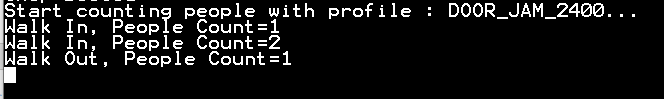 Start counting people with profile : DOOR_JAM_2400...
Walk In, People Count=1
Walk In, People Count=2
Walk Out, People Count=1